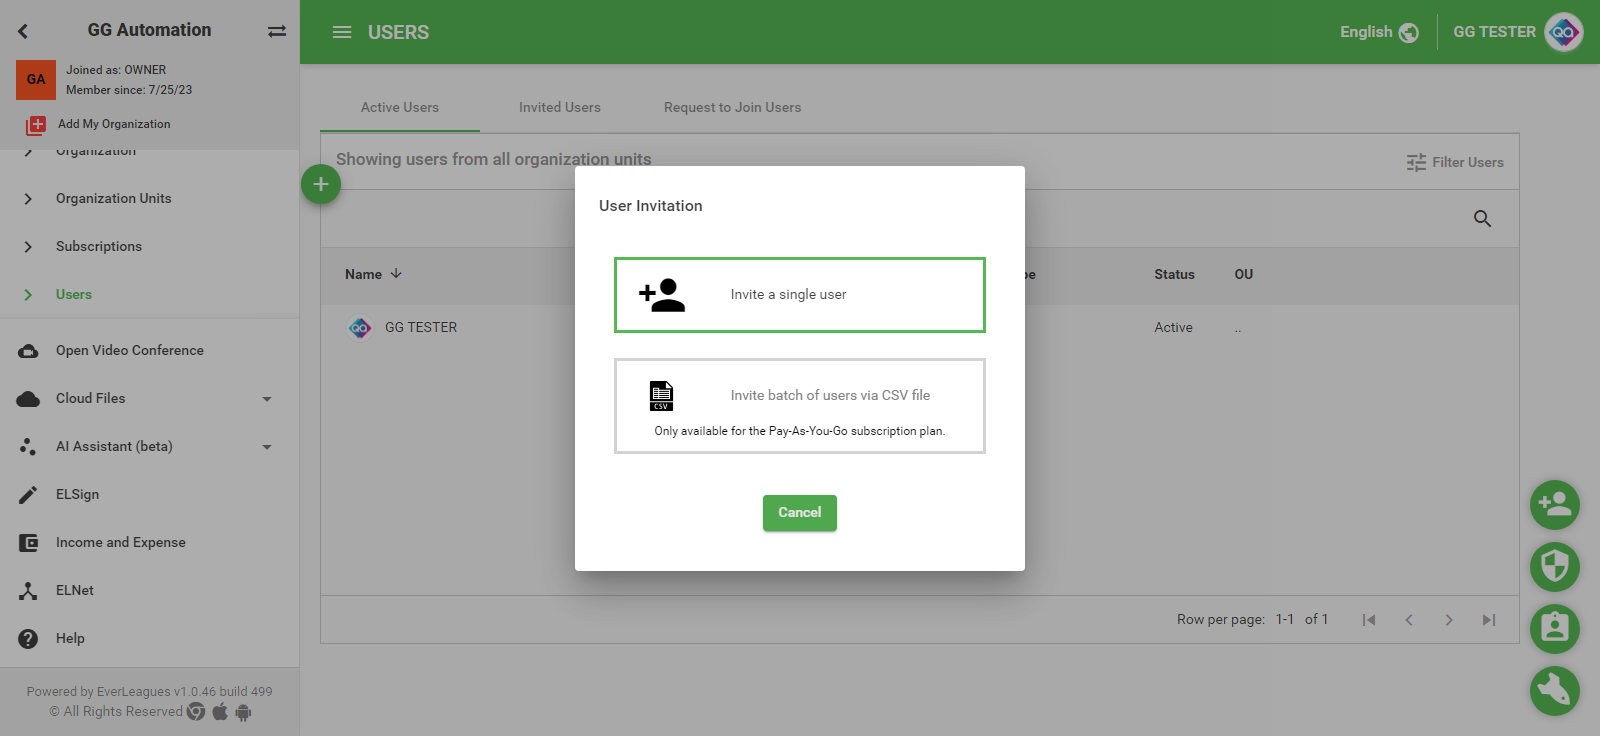 GG Automation
GA
Joined as: OWNER
Member since: 7/25/23
Add My Organization
Organization
Organization Units
Subscriptions
Users
Open Video Conference
Cloud Files
AI Assistant (beta)
ELSign
Income and Expense
ELNet
Help
Powered by EverLeagues v1.0.46 build 499
© All Rights Reserved
USERS
English
GG TESTER
QA
Active Users
Invited Users
Request to Join Users
Showing users from all organization units
Filter Users
Name
Status
OU
QA
GG TESTER
Active
..
Row per page: 1-1 of 1
User Invitation
Invite a single user
CSV
Invite batch of users via CSV file
Only available for the Pay-As-You-Go subscription plan.
Cancel